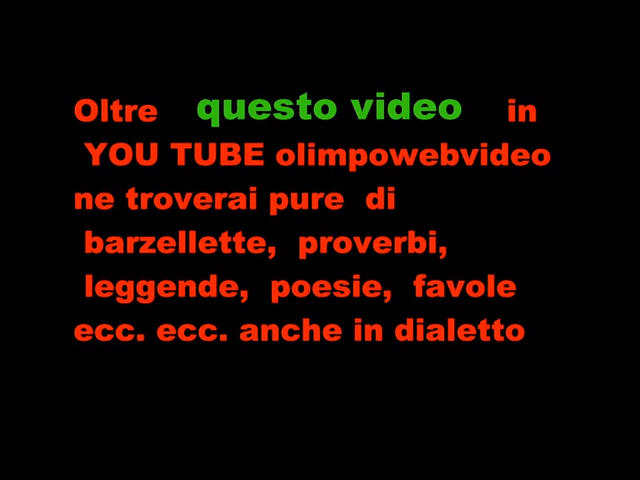 Oltre questo video in
YOU TUBE olimpowebvideo
ne troverai pure di
barzellette, proverbi,
leggende, poesie, favole
ecc. ecc. anche in dialetto